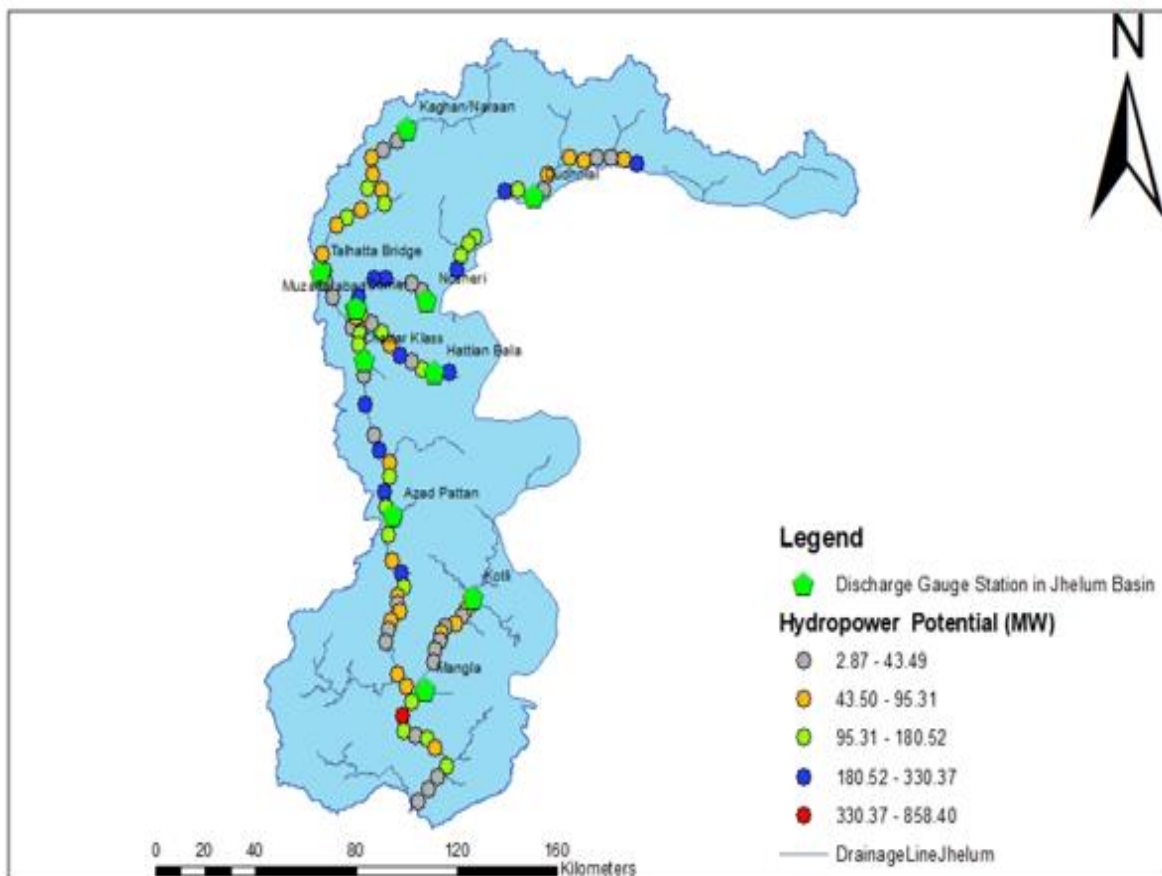 N
Kaghan/Naraan
Talhatta Bridge
Noseri
Hattian Bala
Azad Pattan
Kotli
Mangla
Legend
Discharge Gauge Station in Jhelum Basin
Hydropower Potential (MW)
2.87 - 43.49
43.50 - 95.31
95.31 - 180.52
180.52 - 330.37
330.37 - 858.40
DrainageLineJhelum
0 20 40 80 120 160
Kilometers